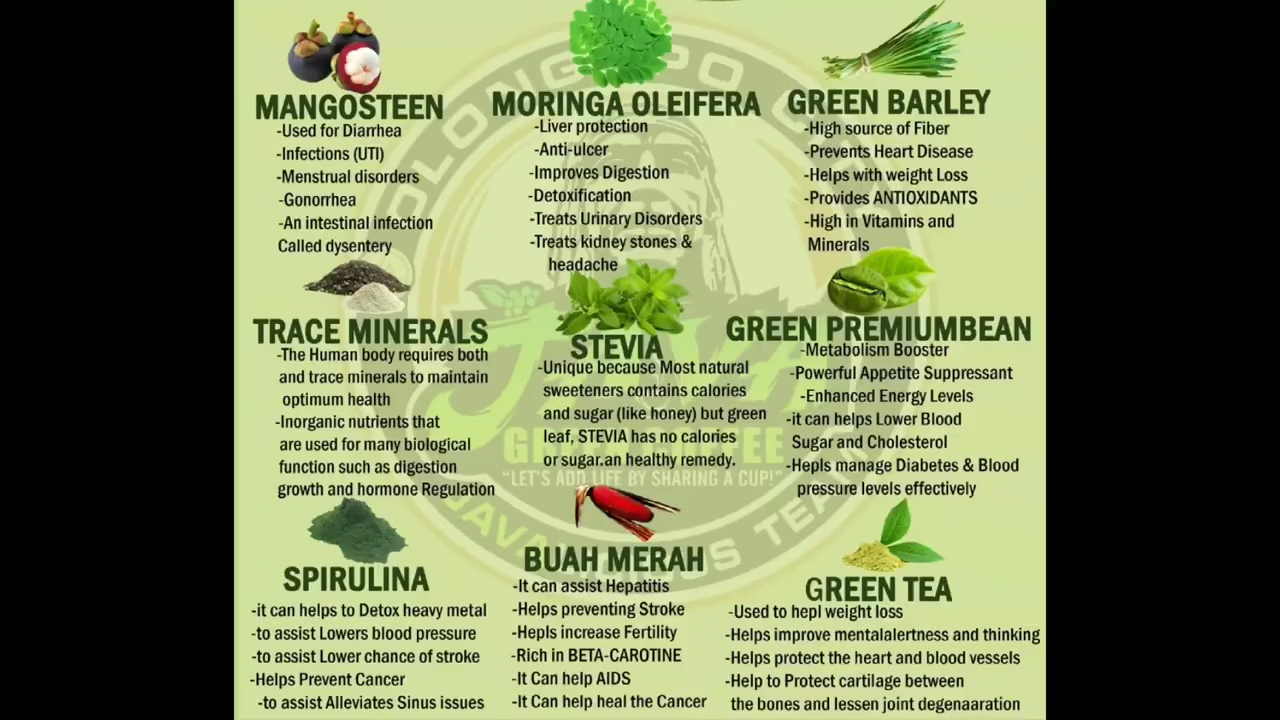 MANGOSTEEN
-Used for Diarrhea
-Infections (UTI)
-Menstrual disorders
-Gonorrhea
-An intestinal infection
Called dysentery
MORINGA OLEIFERA
-Liver protection
-Anti-ulcer
-Improves Digestion
-Detoxification
-Treats Urinary Disorders
-Treats kidney stones &
headache
GREEN BARLEY
-High source of Fiber
-Prevents Heart Disease
-Helps with weight Loss
-Provides ANTIOXIDANTS
-High in Vitamins and
Minerals
TRACE MINERALS
-The Human body requires both
and trace minerals to maintain
optimum health
-Inorganic nutrients that
are used for many biological
function such as digestion
growth and hormone Regulation
STEVIA
-Unique because Most natural
sweeteners contains calories
and sugar (like honey) but green
leaf, STEVIA has no calories
or sugar.an healthy remedy.
GREEN PREMIUMBEAN
-Metabolism Booster
-Powerful Appetite Suppressant
-Enhanced Energy Levels
-it can helps Lower Blood
Sugar and Cholesterol
-Hepls manage Diabetes & Blood
pressure levels effectively
"LET'S ADD LIFE BY SHARING A CUP!"
SPIRULINA
-it can helps to Detox heavy metal
-to assist Lowers blood pressure
-to assist Lower chance of stroke
-Helps Prevent Cancer
-to assist Alleviates Sinus issues
BUAH MERAH
-It can assist Hepatitis
-Helps preventing Stroke
-Hepls increase Fertility
-Rich in BETA-CAROTINE
-It Can help AIDS
-It Can help heal the Cancer
GREEN TEA
-Used to hepl weight loss
-Helps improve mentalalertness and thinking
-Helps protect the heart and blood vessels
-Help to Protect cartilage between
the bones and lessen joint degenaaration